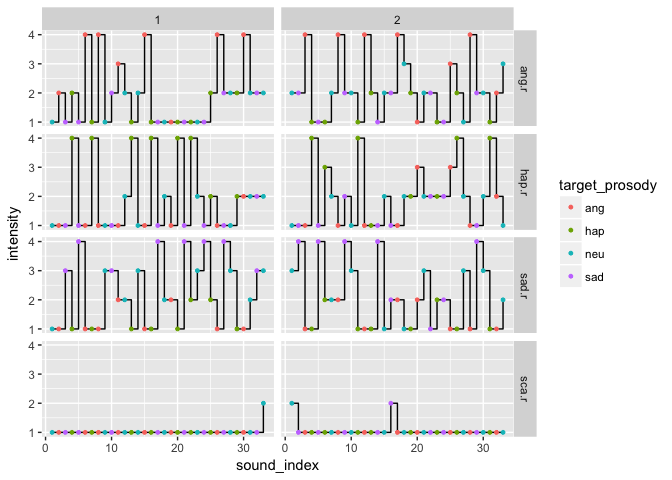 1 2
4
3
2
1
ang.r
4
3
2
1
hap.r
4
3
2
1
sad.r
4
3
2
1
sca.r
0 10 20 30 0 10 20 30
sound_index
intensity
target_prosody
ang
hap
neu
sad